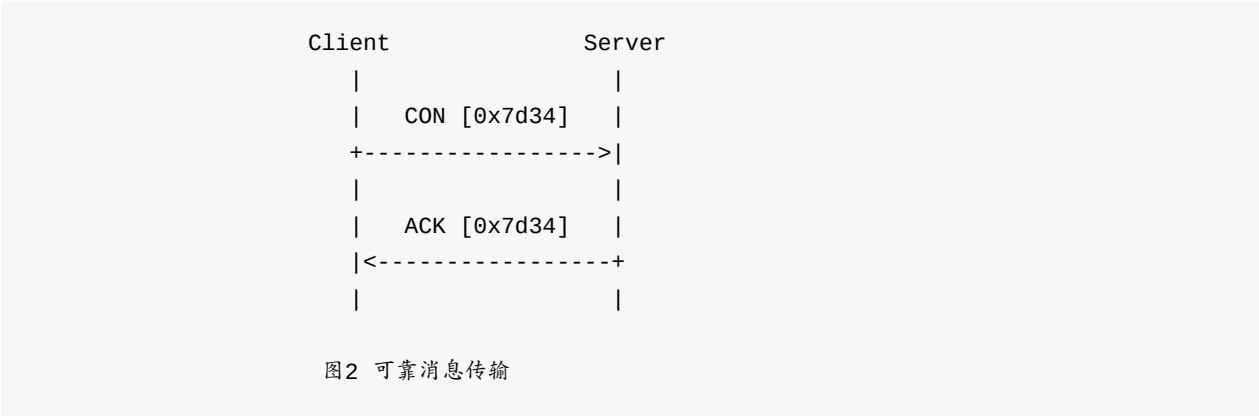 Client              Server
   |                  |
   |   CON [0x7d34]   |
   +----------------->|
   |                  |
   |   ACK [0x7d34]   |
   |<-----------------+
   |                  |
图2 可靠消息传输